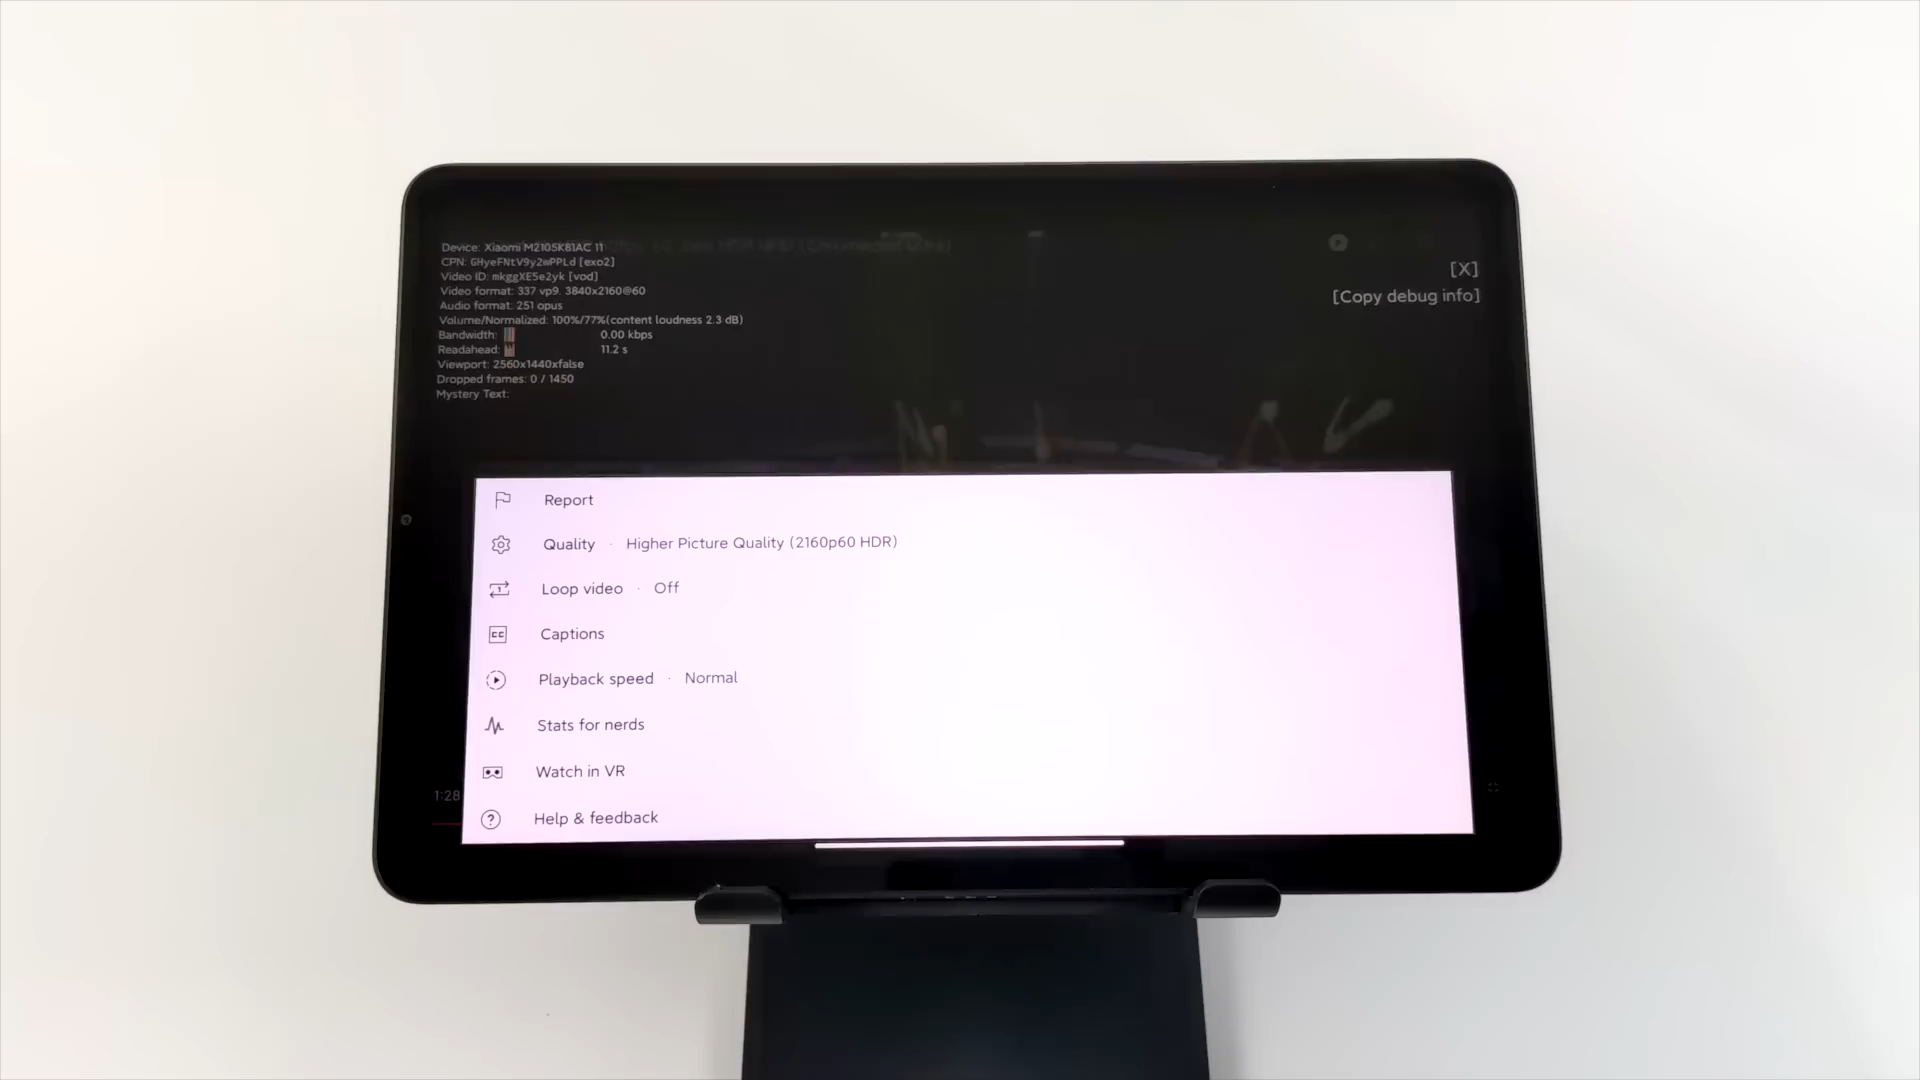 Device: Xiaomi M2105K81AC 11
CPN: GHyeFNtV9y2wPPLd [exo2]
Video ID: mkggXE5e2yk [vod]
Video format: 337 vp9. 3840x2160@60
Audio format: 251 opus
Volume/Normalized: 100%/77%(content loudness 2.3 dB)
Bandwidth: 0.00 kbps
Readahead: 11.2 s
Viewport: 2560x1440xfalse
Dropped frames: 0 / 1450
Mystery Text:
[X]
[Copy debug info]
Report
Quality · Higher Picture Quality (2160p60 HDR)
Loop video · Off
CC Captions
Playback speed · Normal
Stats for nerds
Watch in VR
1:28
? Help & feedback